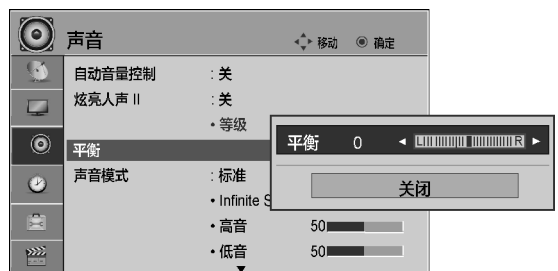 声音 移动 确定
自动音量控制 : 关
炫亮人声 II : 关
• 等级
平衡
声音模式 : 标准
• Infinite S
• 高音 50
• 低音 50
平衡 0 L R
关闭